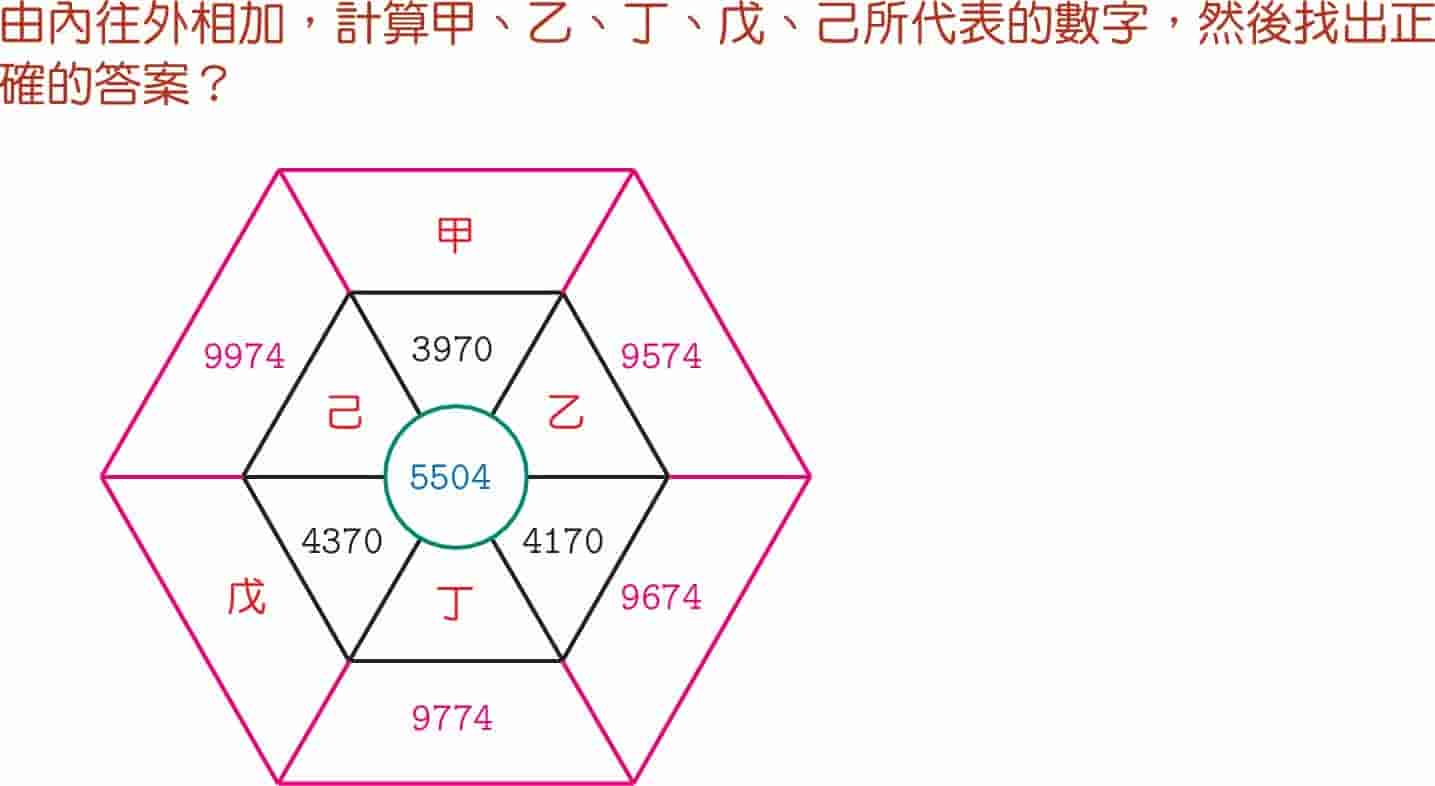 由內往外相加，計算甲、乙、丁、戊、己所代表的數字，然後找出正
確的答案？
甲
9974
3970
9574
己
乙
5504
4370
4170
戊
丁
9674
9774